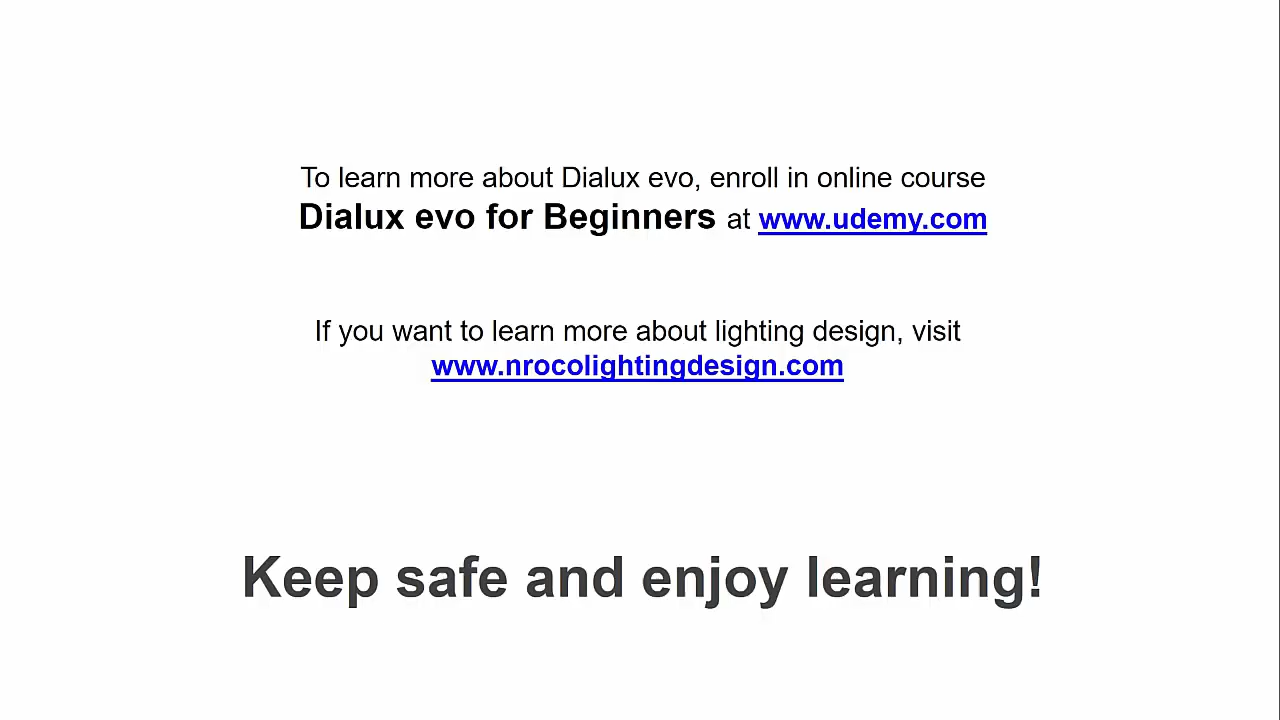 To learn more about Dialux evo, enroll in online course
Dialux evo for Beginners at www.udemy.com
If you want to learn more about lighting design, visit
www.nrocolightingdesign.com
Keep safe and enjoy learning!